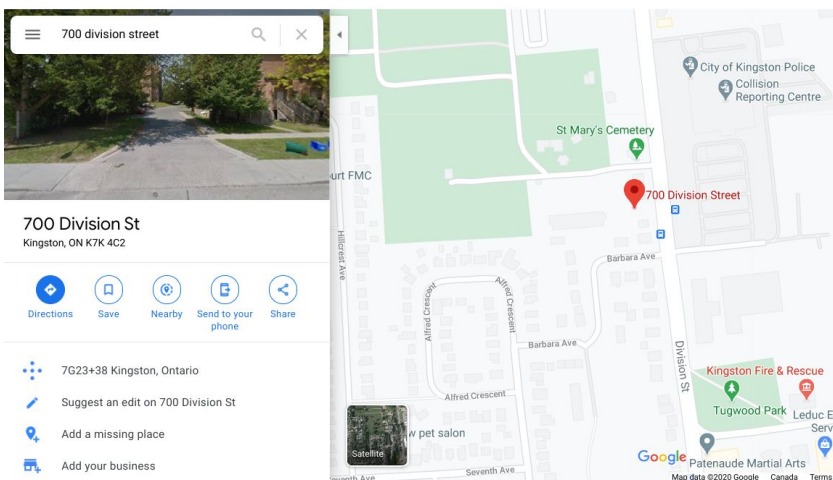 700 division street
700 Division St
Kingston, ON K7K 4C2
Directions
Save
Nearby
Send to your
phone
Share
7G23+38 Kingston, Ontario
Suggest an edit on 700 Division St
Add a missing place
Add your business
City of Kingston Police
Collision
Reporting Centre
St Mary's Cemetery
urt FMC
700 Division Street
Hillcrest Ave
Barbara Ave
Alfred Crescent
Alfred Crescent
Barbara Ave
Division St
Kingston Fire & Rescue
Alfred Crescent
Tugwood Park
Leduc E
Serv
w pet salon
Satellite
Google
Patenaude Martial Arts
Seventh Ave
Seventh Ave
Map data ©2020 Google Canada Terms